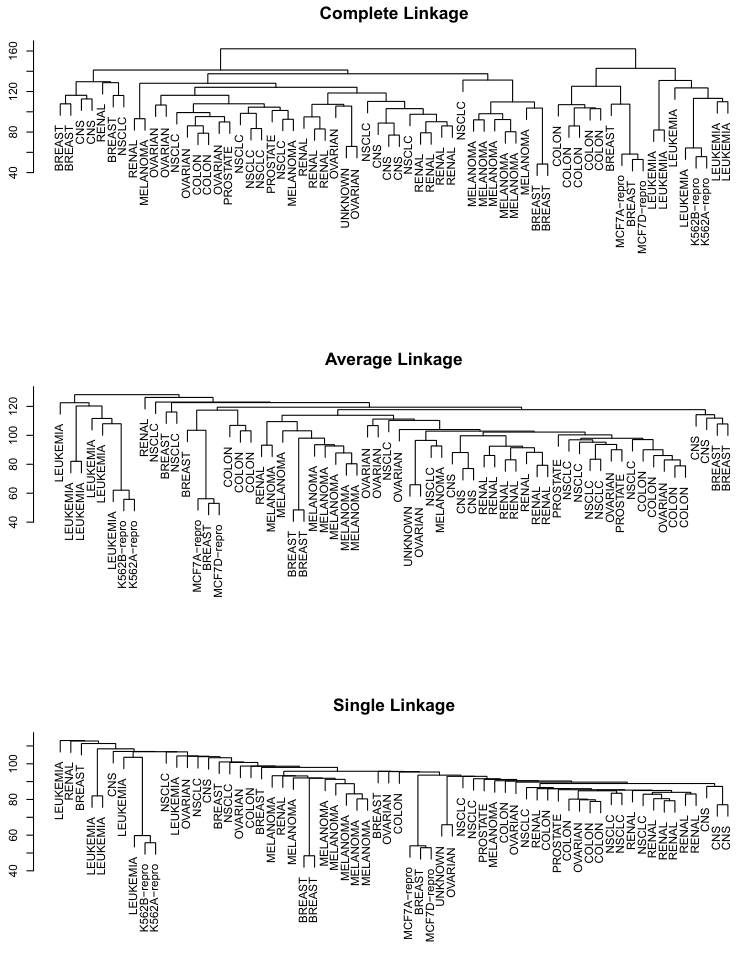 Complete Linkage
160
120
80
40
BREAST
BREAST
CNS
CNS
RENAL
BREAST
NSCLC
RENAL
MELANOMA
OVARIAN
OVARIAN
NSCLC
OVARIAN
COLON
COLON
OVARIAN
PROSTATE
NSCLC
NSCLC
NSCLC
PROSTATE
NSCLC
MELANOMA
RENAL
RENAL
RENAL
OVARIAN
UNKNOWN
OVARIAN
NSCLC
CNS
CNS
CNS
NSCLC
RENAL
RENAL
RENAL
RENAL
NSCLC
MELANOMA
MELANOMA
MELANOMA
MELANOMA
MELANOMA
MELANOMA
BREAST
BREAST
COLON
COLON
COLON
COLON
COLON
BREAST
MCF7A−repro
BREAST
MCF7D−repro
LEUKEMIA
LEUKEMIA
LEUKEMIA
LEUKEMIA
K562B−repro
K562A−repro
LEUKEMIA
LEUKEMIA
Average Linkage
120
100
80
60
40
LEUKEMIA
LEUKEMIA
LEUKEMIA
LEUKEMIA
LEUKEMIA
LEUKEMIA
K562B−repro
K562A−repro
RENAL
NSCLC
BREAST
NSCLC
BREAST
MCF7A−repro
BREAST
MCF7D−repro
COLON
COLON
COLON
RENAL
MELANOMA
MELANOMA
BREAST
BREAST
MELANOMA
MELANOMA
MELANOMA
MELANOMA
MELANOMA
OVARIAN
OVARIAN
NSCLC
OVARIAN
UNKNOWN
OVARIAN
NSCLC
MELANOMA
CNS
CNS
CNS
RENAL
RENAL
RENAL
RENAL
RENAL
RENAL
RENAL
PROSTATE
NSCLC
NSCLC
NSCLC
NSCLC
OVARIAN
PROSTATE
NSCLC
COLON
COLON
OVARIAN
COLON
COLON
CNS
CNS
BREAST
BREAST
Single Linkage
100
80
60
40
LEUKEMIA
RENAL
BREAST
LEUKEMIA
LEUKEMIA
CNS
LEUKEMIA
LEUKEMIA
K562B−repro
K562A−repro
NSCLC
LEUKEMIA
OVARIAN
NSCLC
CNS
BREAST
NSCLC
OVARIAN
COLON
BREAST
MELANOMA
RENAL
MELANOMA
BREAST
BREAST
MELANOMA
MELANOMA
MELANOMA
MELANOMA
MELANOMA
BREAST
OVARIAN
COLON
MCF7A−repro
BREAST
MCF7D−repro
UNKNOWN
OVARIAN
NSCLC
NSCLC
PROSTATE
MELANOMA
COLON
OVARIAN
NSCLC
RENAL
COLON
PROSTATE
COLON
OVARIAN
COLON
COLON
NSCLC
NSCLC
RENAL
NSCLC
RENAL
RENAL
RENAL
RENAL
RENAL
CNS
CNS
CNS